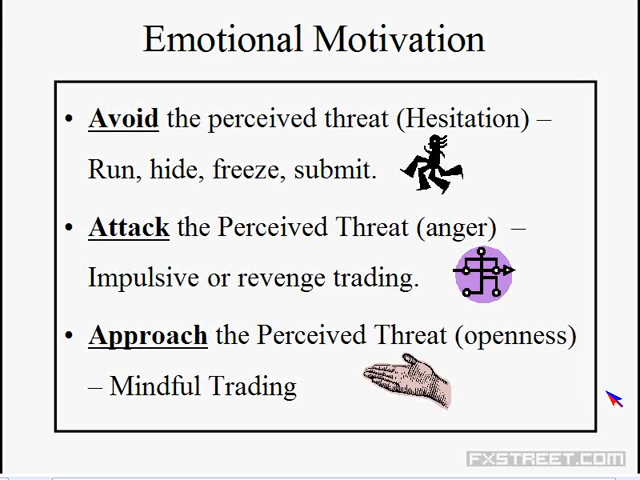 Emotional Motivation
• Avoid the perceived threat (Hesitation) –
Run, hide, freeze, submit.
• Attack the Perceived Threat (anger) –
Impulsive or revenge trading.
• Approach the Perceived Threat (openness)
– Mindful Trading
FXSTREET.COM